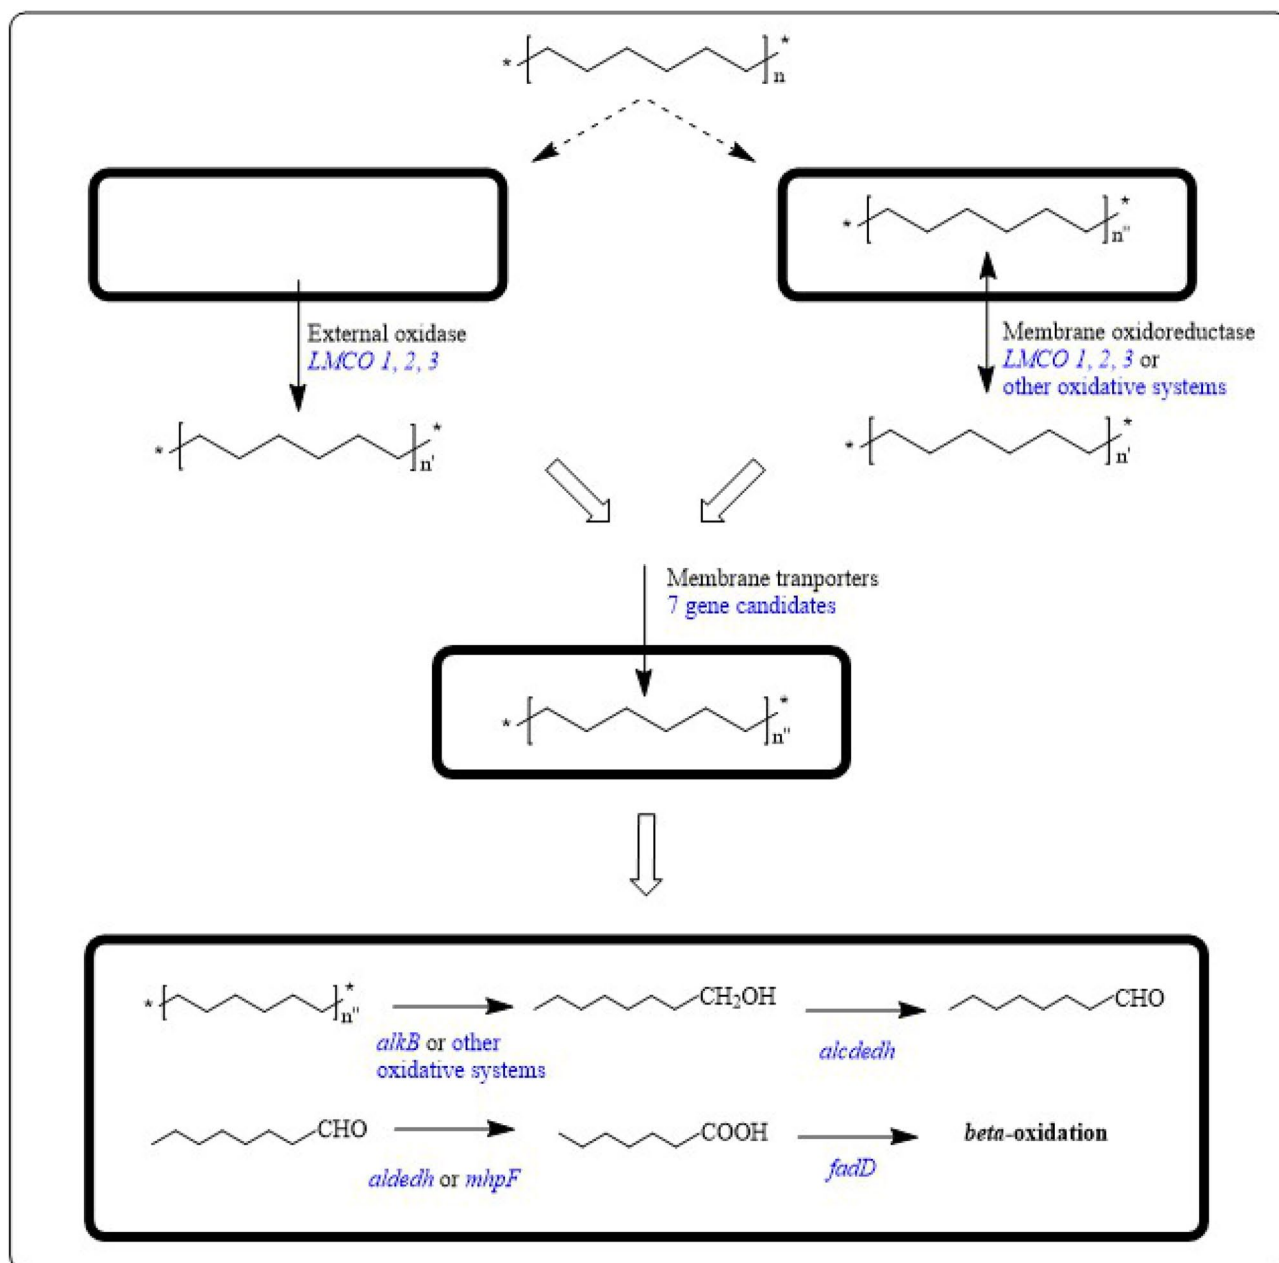 *[ ]n*
*[ ]n"*
External oxidase
LMCO 1, 2, 3
Membrane oxidoreductase
LMCO 1, 2, 3 or
other oxidative systems
*[ ]n'*
*[ ]n'*
Membrane tranporters
7 gene candidates
*[ ]n"*
*[ ]n"*
CH₂OH
CHO
alkB or other
oxidative systems
alcdedh
CHO
COOH
beta-oxidation
aldedh or mhpF
fadD